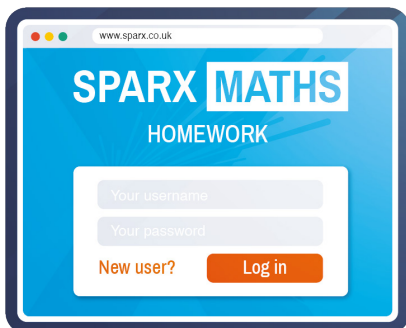 www.sparx.co.uk
SPARX MATHS
HOMEWORK
Your username
Your password
New user? Log in